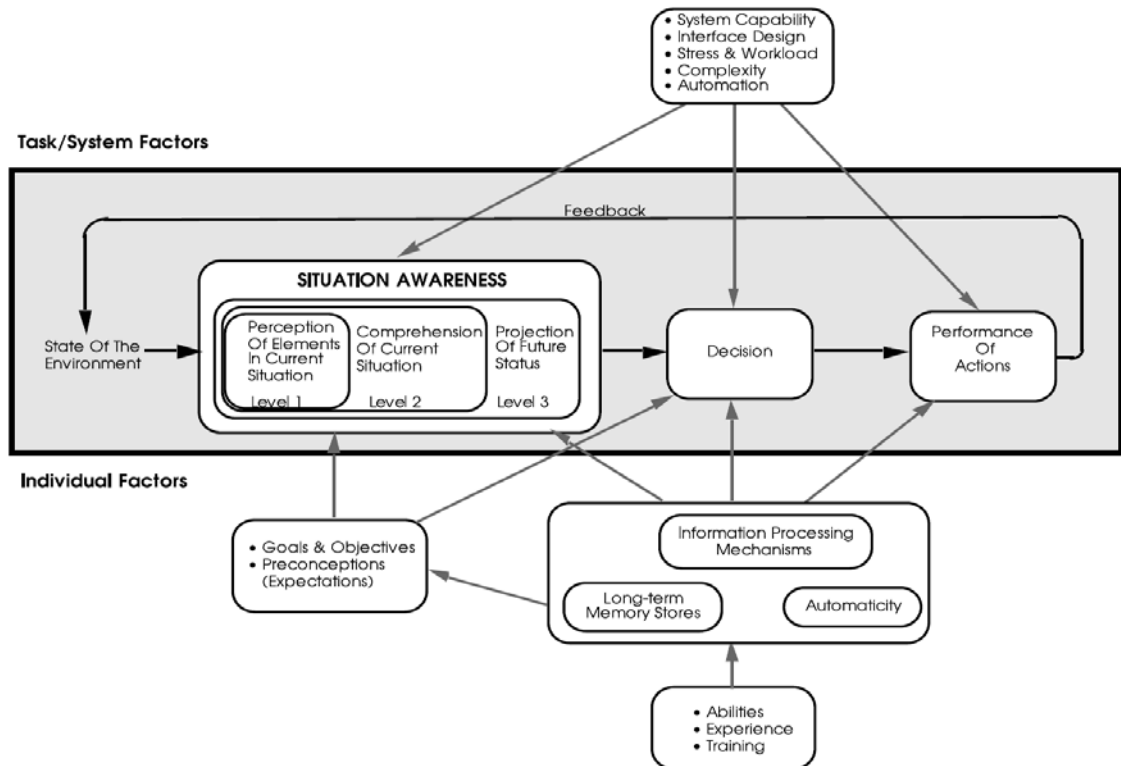 • System Capability
• Interface Design
• Stress & Workload
• Complexity
• Automation
Task/System Factors
Feedback
SITUATION AWARENESS
Perception
Of Elements
In Current
Situation
Level 1
Comprehension
Of Current
Situation
Level 2
Projection
Of Future
Status
Level 3
State Of The
Environment
Decision
Performance
Of
Actions
Individual Factors
• Goals & Objectives
• Preconceptions
(Expectations)
Information Processing
Mechanisms
Long-term
Memory Stores
Automaticity
• Abilities
• Experience
• Training